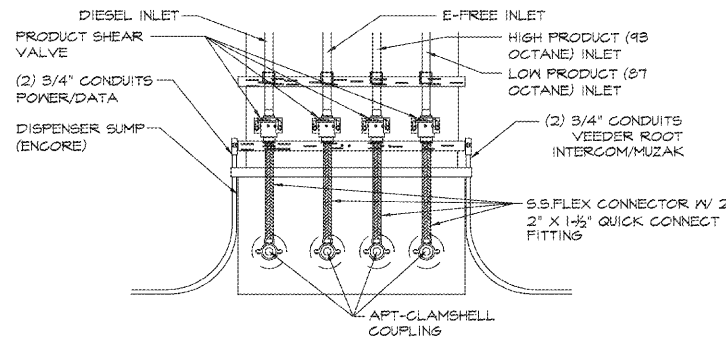 DIESEL INLET
PRODUCT SHEAR
VALVE
(2) 3/4" CONDUITS
POWER/DATA
DISPENSER SUMP
(ENCORE)
E-FREE INLET
HIGH PRODUCT (93
OCTANE) INLET
LOW PRODUCT (87
OCTANE) INLET
(2) 3/4" CONDUITS
VEEDER ROOT
INTERCOM/MUZAK
S.S.FLEX CONNECTOR W/ 2
2" X 1-½" QUICK CONNECT
FITTING
APT-CLAMSHELL
COUPLING